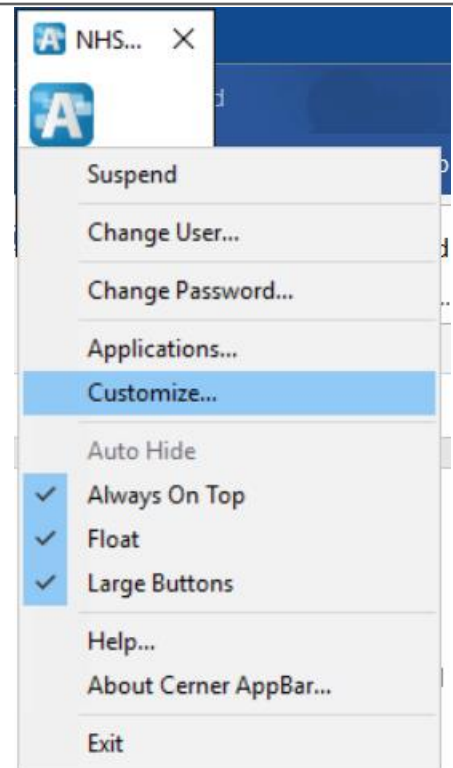 NHS...
A
Suspend
Change User...
Change Password...
Applications...
Customize...
Auto Hide
Always On Top
Float
Large Buttons
Help...
About Cerner AppBar...
Exit